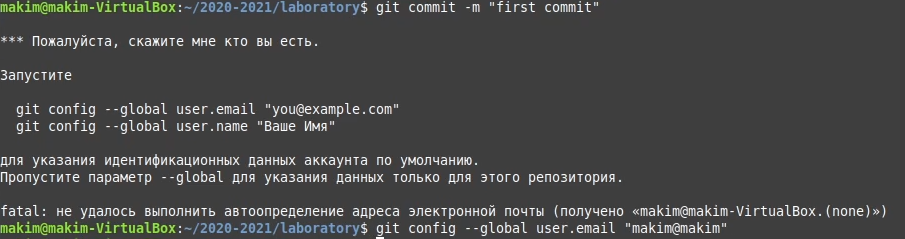 makim@makim-VirtualBox:~/2020-2021/laboratory$ git commit -m "first commit"
*** Пожалуйста, скажите мне кто вы есть.
Запустите
git config --global user.email "you@example.com"
git config --global user.name "Ваше Имя"
для указания идентификационных данных аккаунта по умолчанию.
Пропустите параметр --global для указания данных только для этого репозитория.
fatal: не удалось выполнить автоопределение адреса электронной почты (получено «makim@makim-VirtualBox.(none)»)
makim@makim-VirtualBox:~/2020-2021/laboratory$ git config --global user.email "makim@makim"